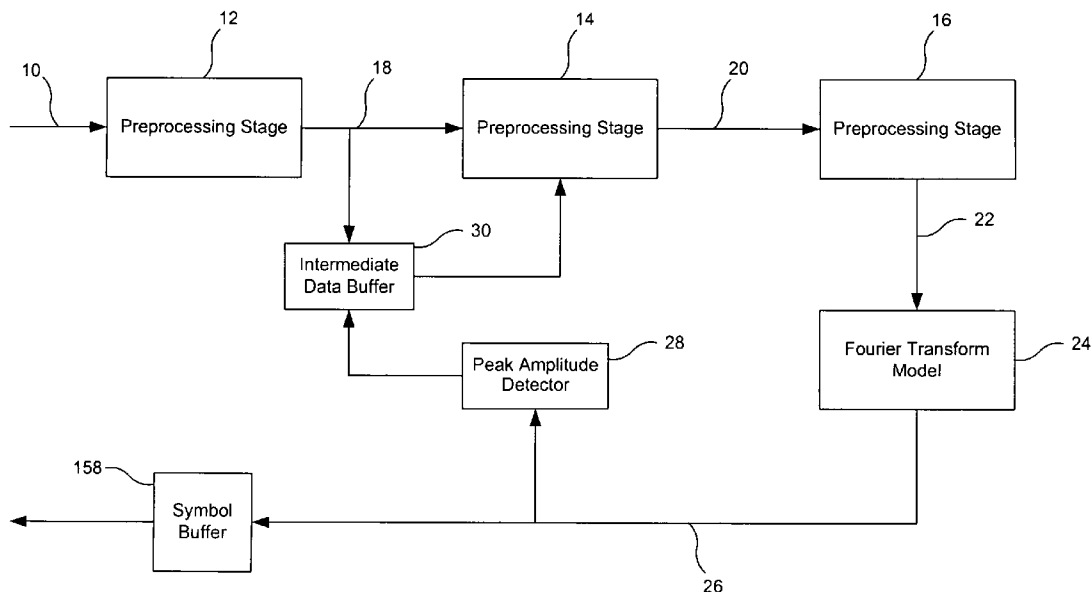 12
14
16
10
18
20
Preprocessing Stage
Preprocessing Stage
Preprocessing Stage
30
22
Intermediate
Data Buffer
28
Peak Amplitude
Detector
Fourier Transform
Model
24
158
Symbol
Buffer
26